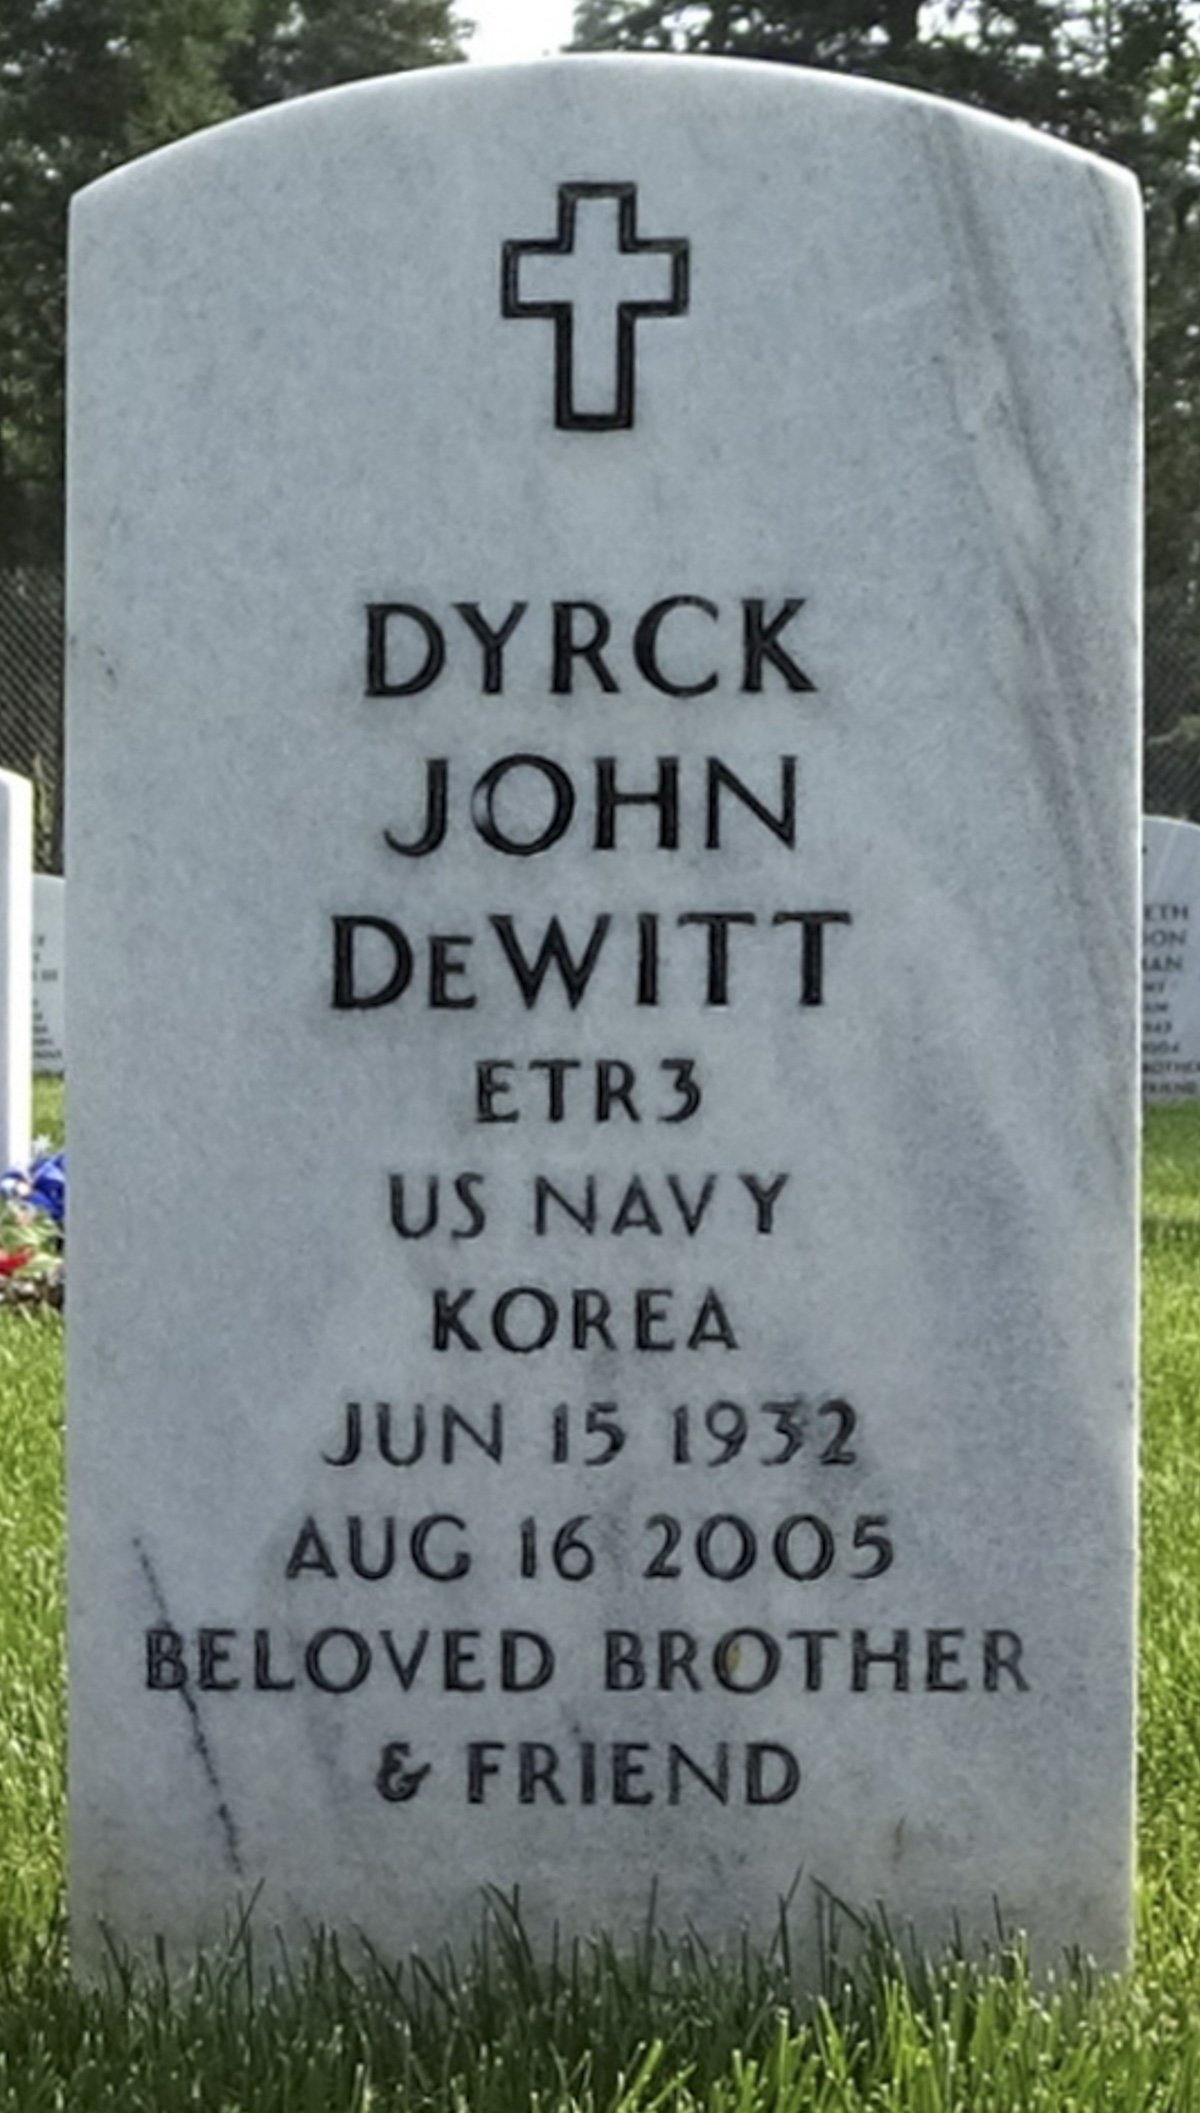 DYRCK
JOHN
DeWITT
ETR3
US NAVY
KOREA
JUN 15 1932
AUG 16 2005
BELOVED BROTHER
& FRIEND